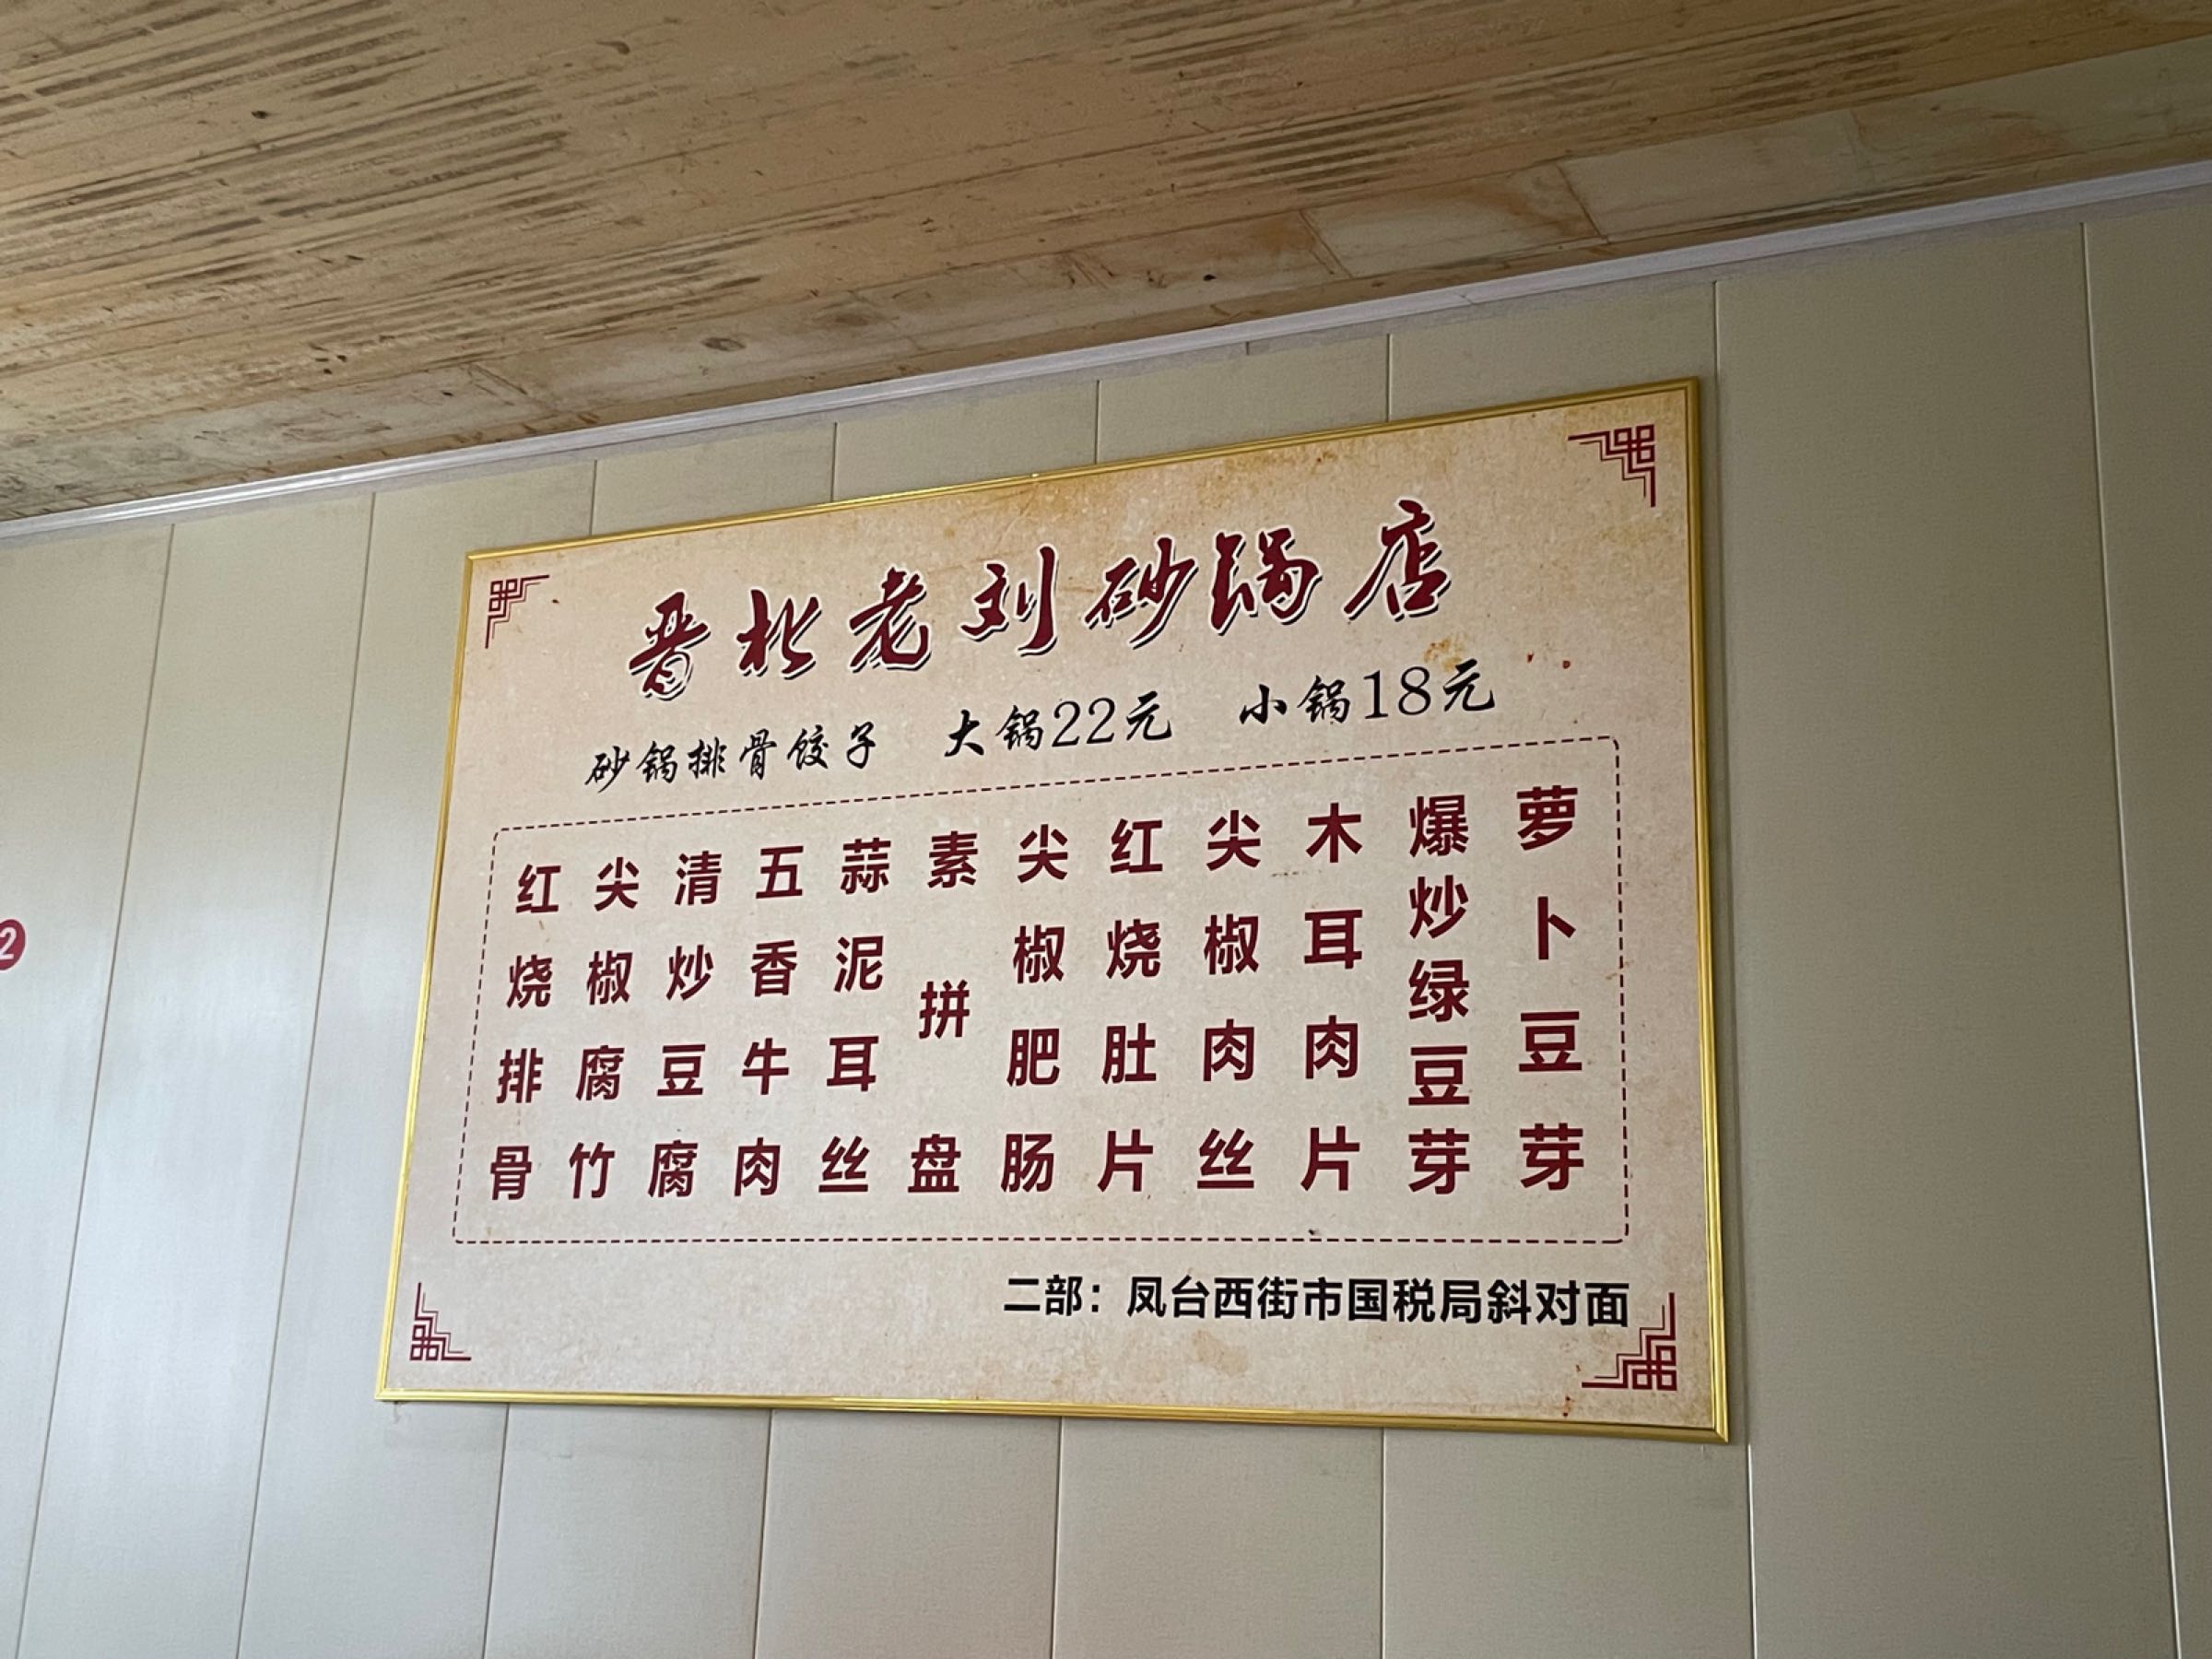 晋北老刘砂锅店
砂锅排骨饺子 大锅22元 小锅18元
红烧排骨
尖椒腐竹
清炒豆腐
五香牛肉
蒜泥耳丝
素拼盘
尖椒肥肠
红烧肚片
尖椒肉丝
木耳肉片
爆炒绿豆芽
萝卜豆芽
二部：凤台西街市国税局斜对面
2